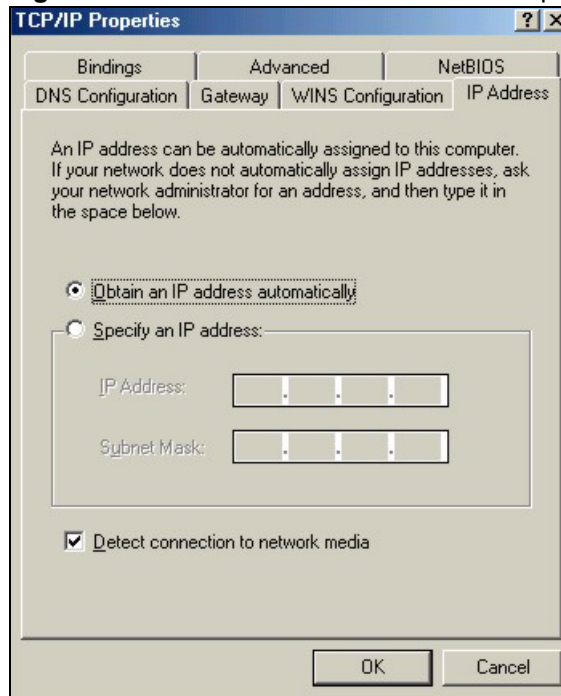 TCP/IP Properties
? X
Bindings Advanced NetBIOS
DNS Configuration Gateway WINS Configuration IP Address
An IP address can be automatically assigned to this computer.
If your network does not automatically assign IP addresses, ask
your network administrator for an address, and then type it in
the space below.
Obtain an IP address automatically
Specify an IP address:
IP Address:
. . .
Subnet Mask:
. . .
Detect connection to network media
OK Cancel